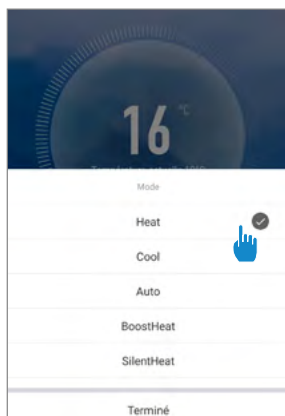 16 °C
Mode
Heat
Cool
Auto
BoostHeat
SilentHeat
Terminé